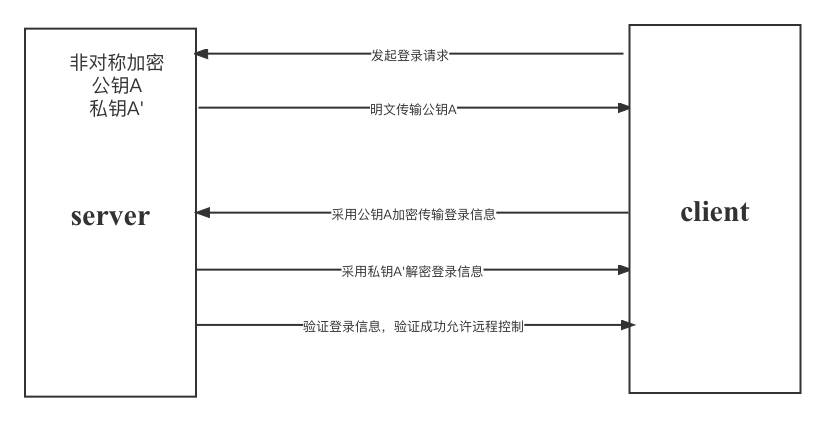 非对称加密
公钥A
私钥A'
server
发起登录请求
明文传输公钥A
采用公钥A加密传输登录信息
采用私钥A'解密登录信息
验证登录信息，验证成功允许远程控制
client